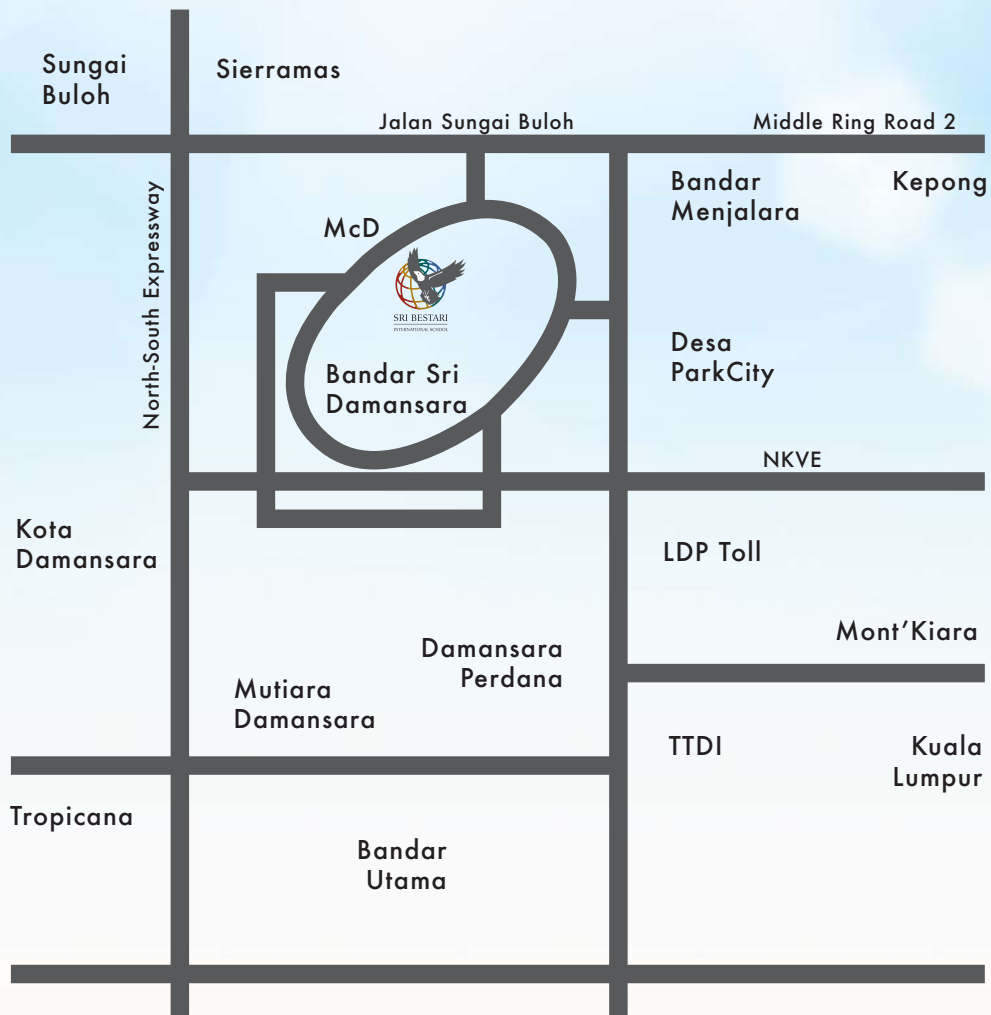 Sungai
Buloh
Sierramas
Jalan Sungai Buloh
Middle Ring Road 2
North-South Expressway
Bandar
Menjalara
Kepong
McD
SRI BESTARI
INTERNATIONAL SCHOOL
Bandar Sri
Damansara
Desa
ParkCity
NKVE
Kota
Damansara
LDP Toll
Mont'Kiara
Damansara
Perdana
Mutiara
Damansara
TTDI
Kuala
Lumpur
Tropicana
Bandar
Utama